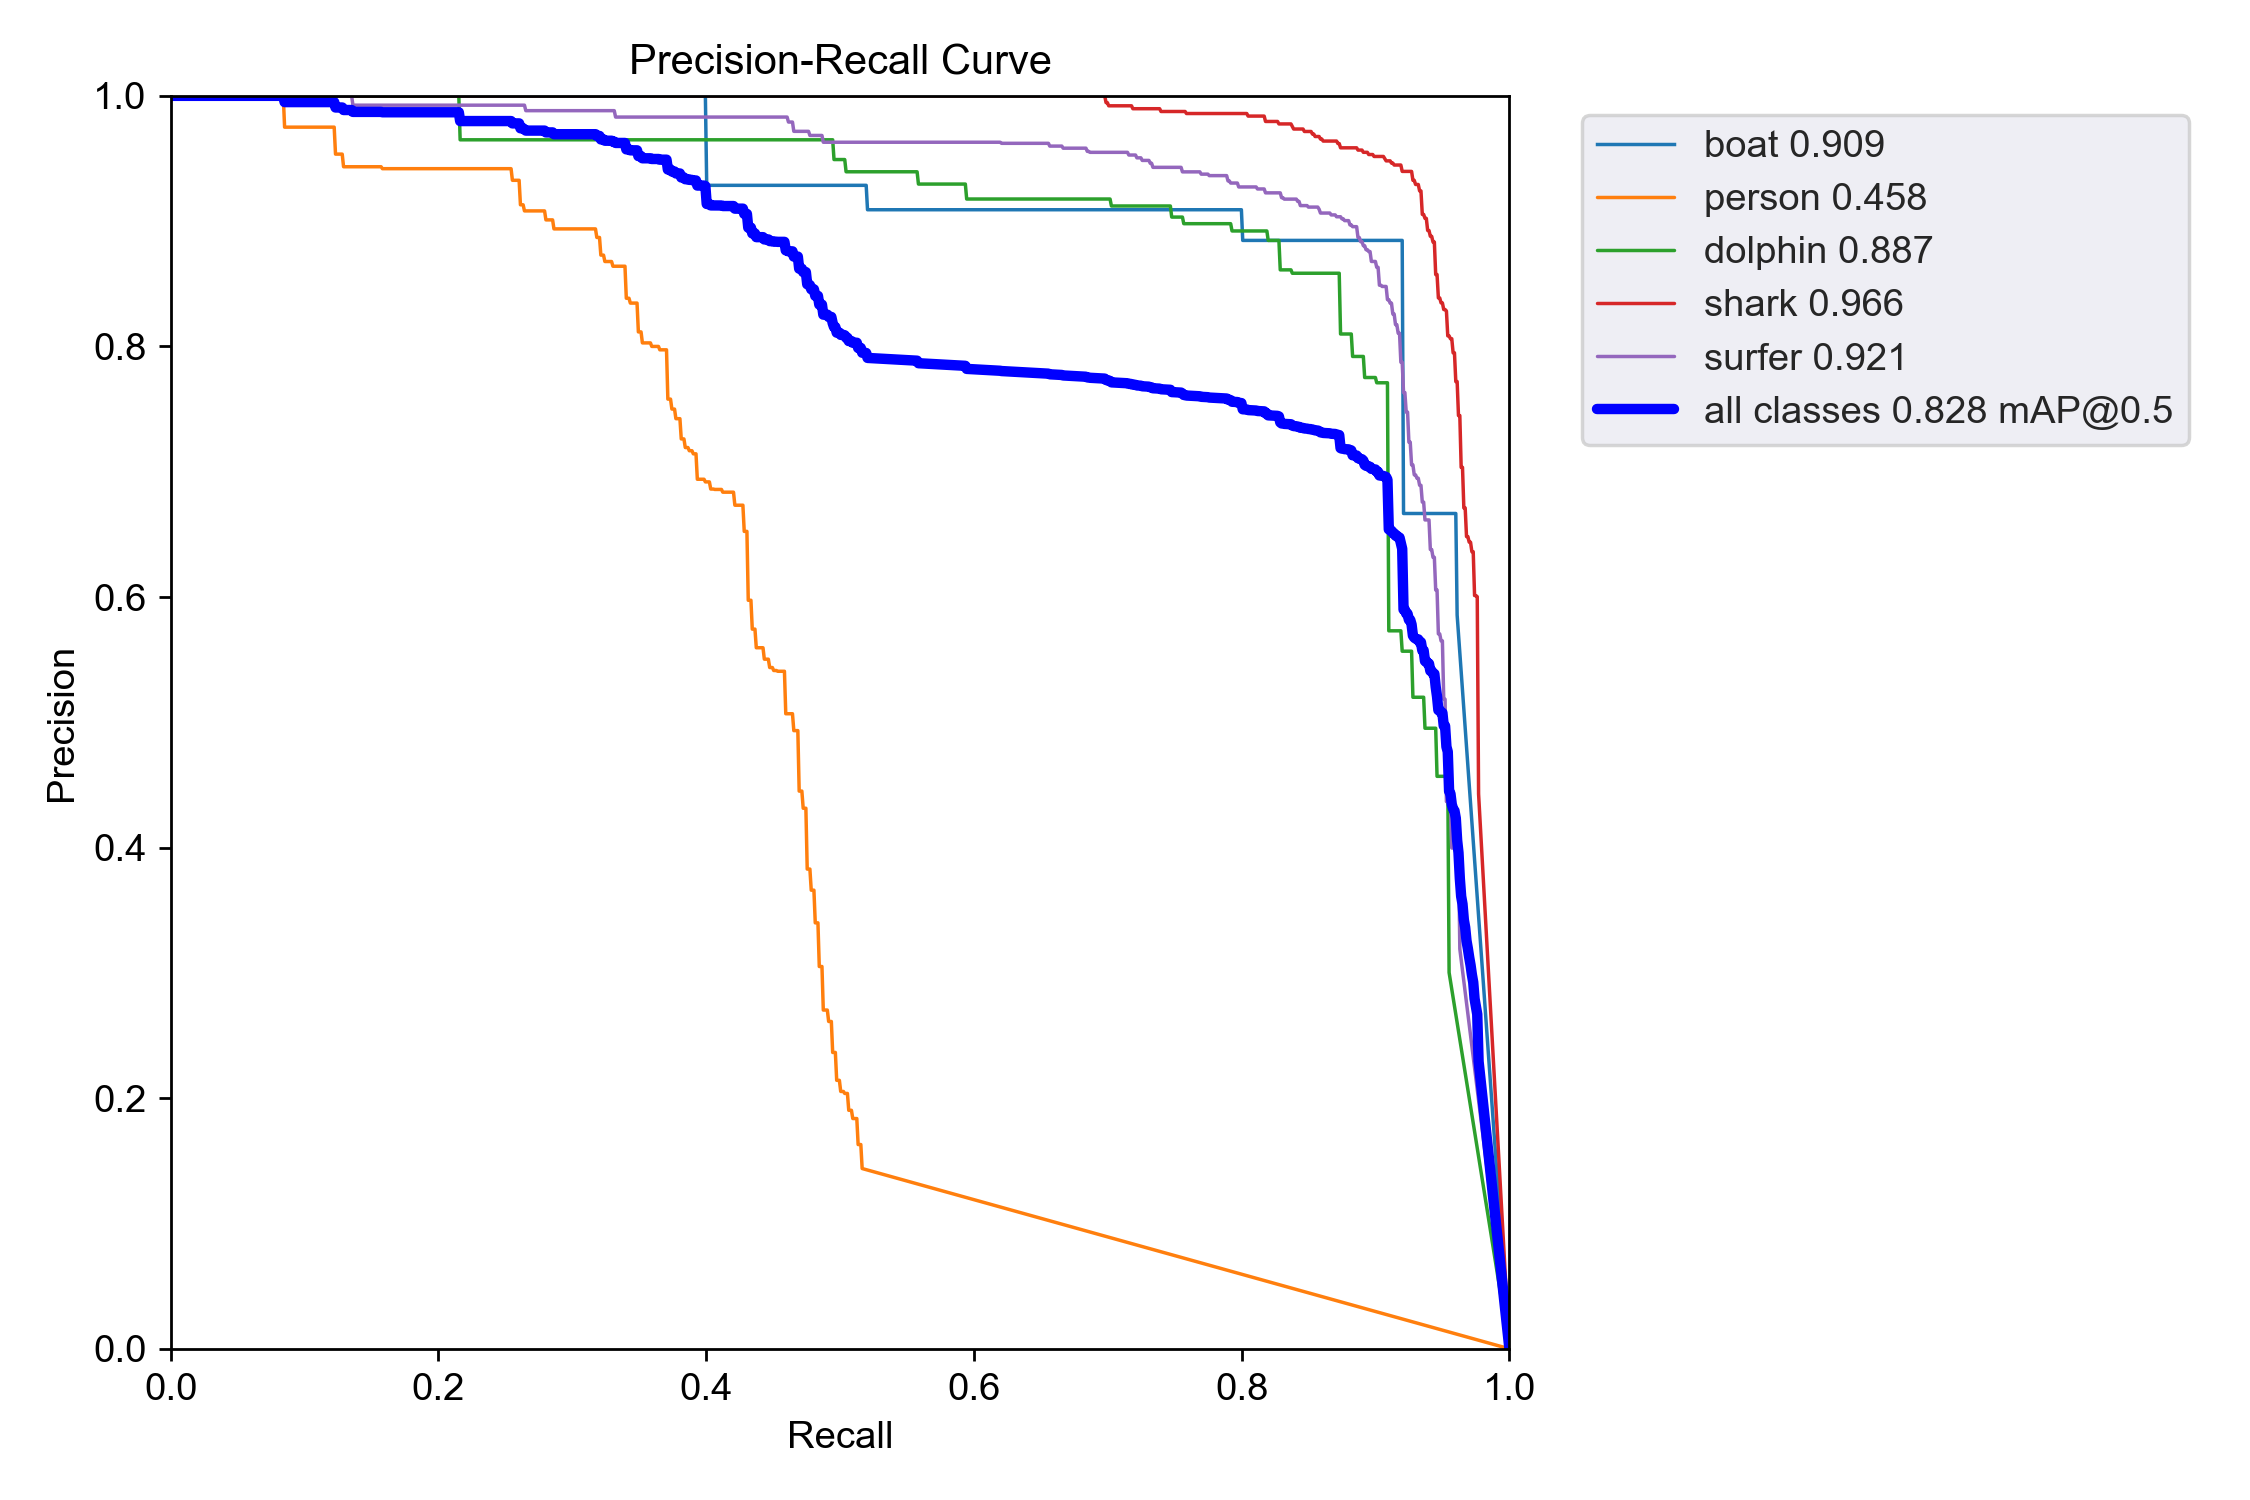 Precision-Recall Curve
1.0
0.8
0.6
0.4
0.2
0.0
Precision
0.0 0.2 0.4 0.6 0.8 1.0
Recall
boat 0.909
person 0.458
dolphin 0.887
shark 0.966
surfer 0.921
all classes 0.828 mAP@0.5